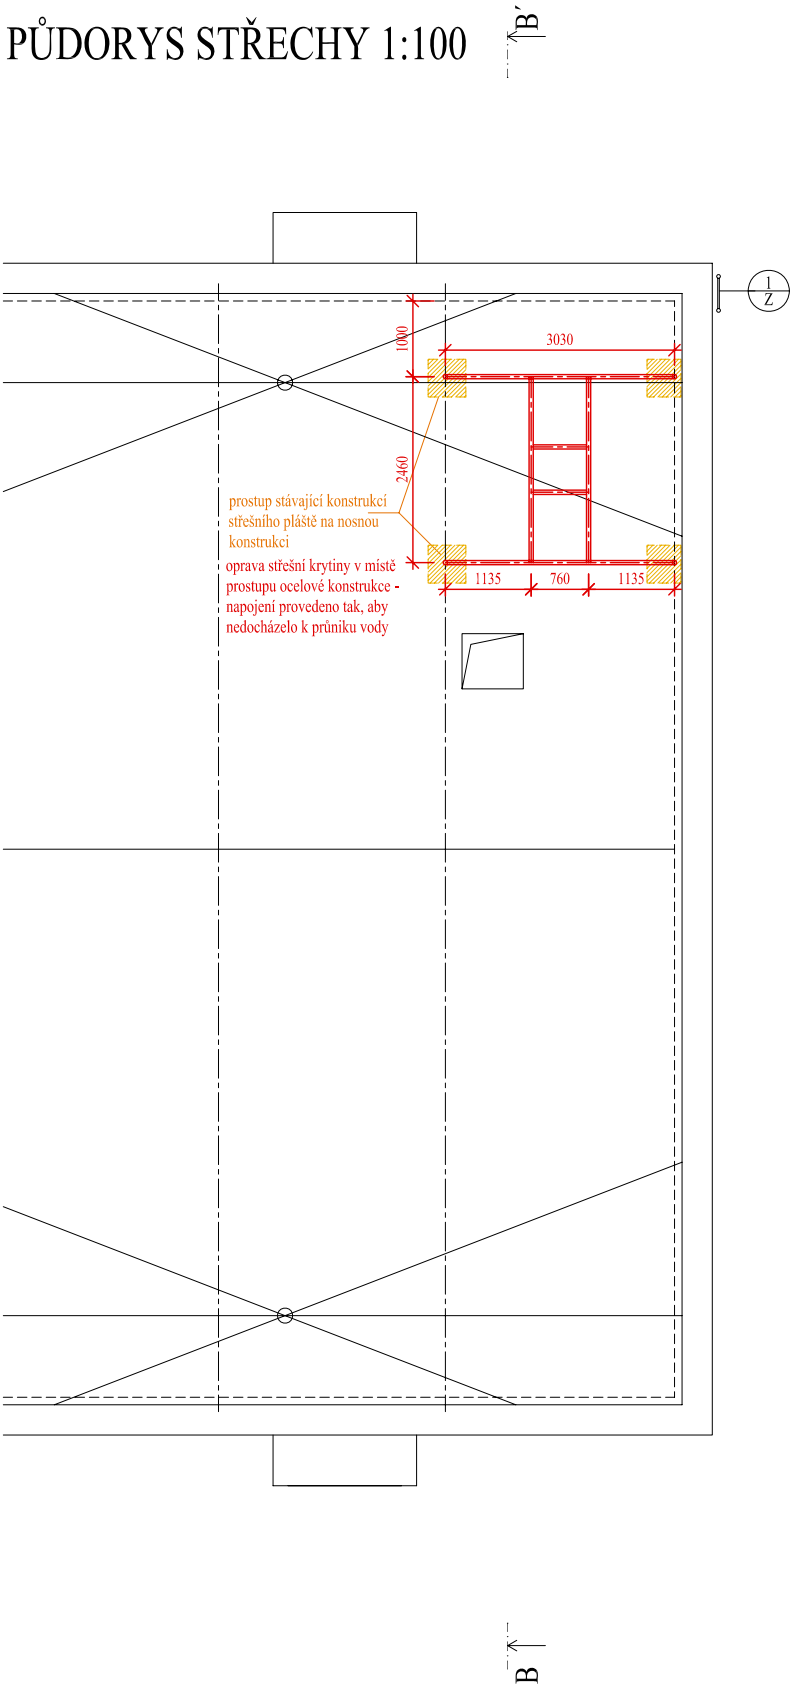 PŮDORYS STŘECHY 1:100
B´
1
Z
1000
3030
2460
prostup stávající konstrukcí
střešního pláště na nosnou
konstrukci
oprava střešní krytiny v místě
prostupu ocelové konstrukce -
napojení provedeno tak, aby
nedocházelo k průniku vody
1135
760
1135
B